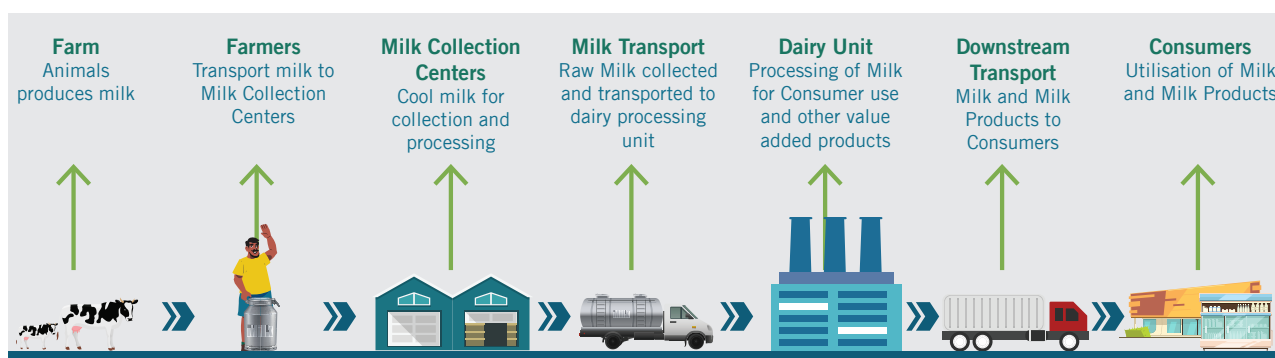 Farm
Animals
produces milk
Farmers
Transport milk to
Milk Collection
Centers
Milk Collection
Centers
Cool milk for
collection and
processing
Milk Transport
Raw Milk collected
and transported to
dairy processing
unit
Dairy Unit
Processing of Milk
for Consumer use
and other value
added products
Downstream
Transport
Milk and Milk
Products to
Consumers
Consumers
Utilisation of Milk
and Milk Products
MILK